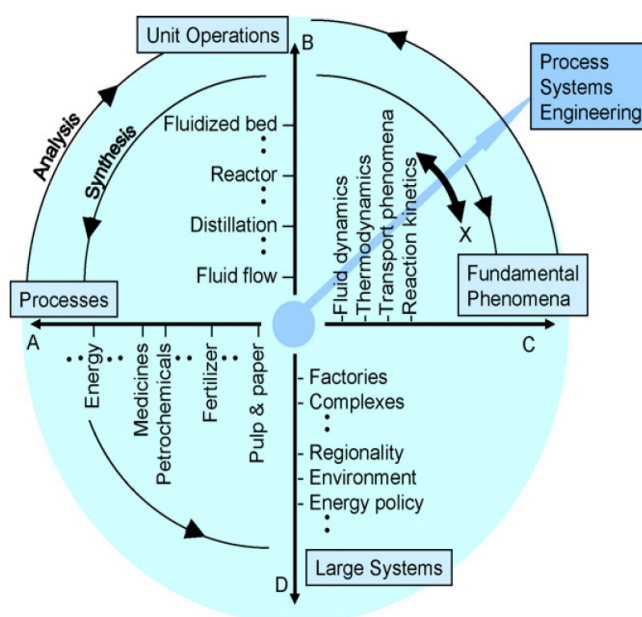 Unit Operations
B
Process
Systems
Engineering
Analysis
Synthesis
Fluidized bed
Reactor
Distillation
Fluid flow
Fluid dynamics
Thermodynamics
Transport phenomena
Reaction kinetics
X
Processes
Fundamental
Phenomena
A
C
Energy
Medicines
Petrochemicals
Fertilizer
Pulp & paper
Factories
Complexes
Regionality
Environment
Energy policy
D
Large Systems